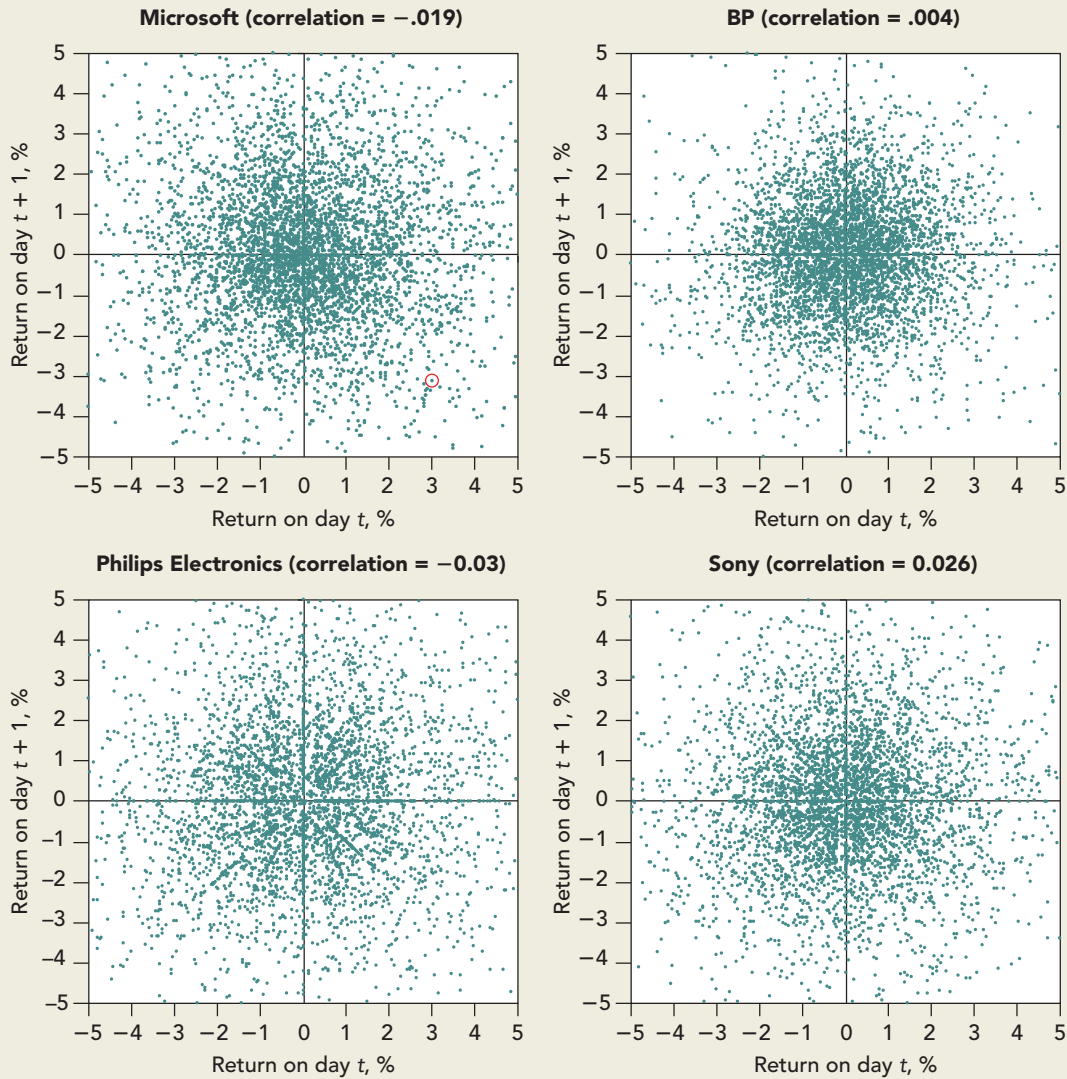 Microsoft (correlation = −.019)
5
4
3
2
1
0
−1
−2
−3
−4
−5
Return on day t + 1, %
−5 −4 −3 −2 −1 0 1 2 3 4 5
Return on day t, %
BP (correlation = .004)
5
4
3
2
1
0
−1
−2
−3
−4
−5
Return on day t + 1, %
−5 −4 −3 −2 −1 0 1 2 3 4 5
Return on day t, %
Philips Electronics (correlation = −0.03)
5
4
3
2
1
0
−1
−2
−3
−4
−5
Return on day t + 1, %
−5 −4 −3 −2 −1 0 1 2 3 4 5
Return on day t, %
Sony (correlation = 0.026)
5
4
3
2
1
0
−1
−2
−3
−4
−5
Return on day t + 1, %
−5 −4 −3 −2 −1 0 1 2 3 4 5
Return on day t, %